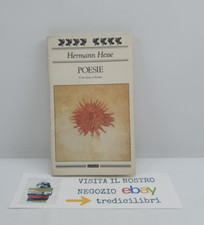 Hermann Hesse
POESIE
VISITA IL NOSTRO
NEGOZIO ebay
tredicilibri